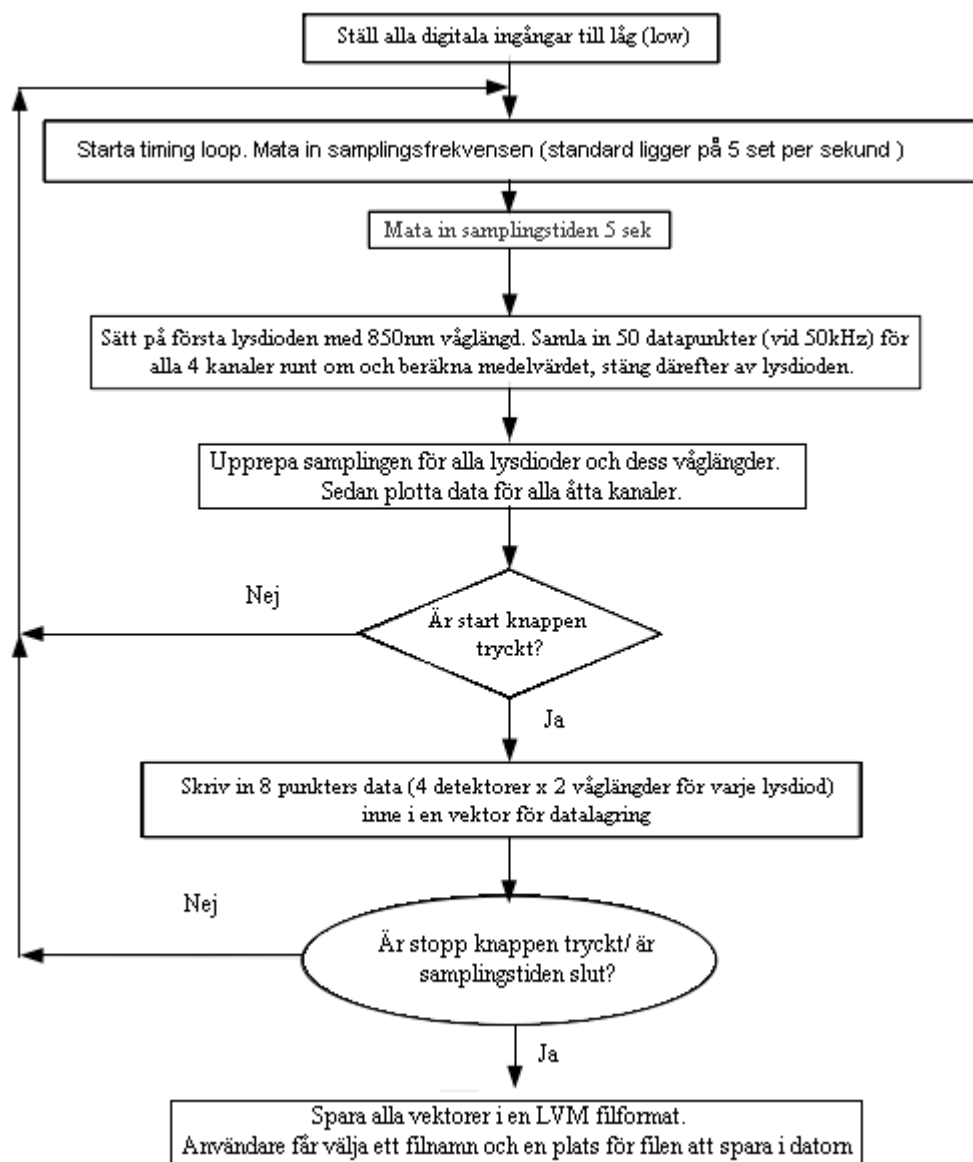 Ställ alla digitala ingångar till låg (low)
Starta timing loop. Mata in samplingsfrekvensen (standard ligger på 5 set per sekund )
Mata in samplingstiden 5 sek
Sätt på första lysdioden med 850nm våglängd. Samla in 50 datapunkter (vid 50kHz) för
alla 4 kanaler runt om och beräkna medelvärdet, stäng därefter av lysdioden.
Upprepa samplingen för alla lysdioder och dess våglängder.
Sedan plotta data för alla åtta kanaler.
Nej
Är start knappen
tryckt?
Ja
Skriv in 8 punkters data (4 detektorer x 2 våglängder för varje lysdiod)
inne i en vektor för datalagring
Nej
Är stopp knappen tryckt/ är
samplingstiden slut?
Ja
Spara alla vektorer i en LVM filformat.
Användare får välja ett filnamn och en plats för filen att spara i datorn